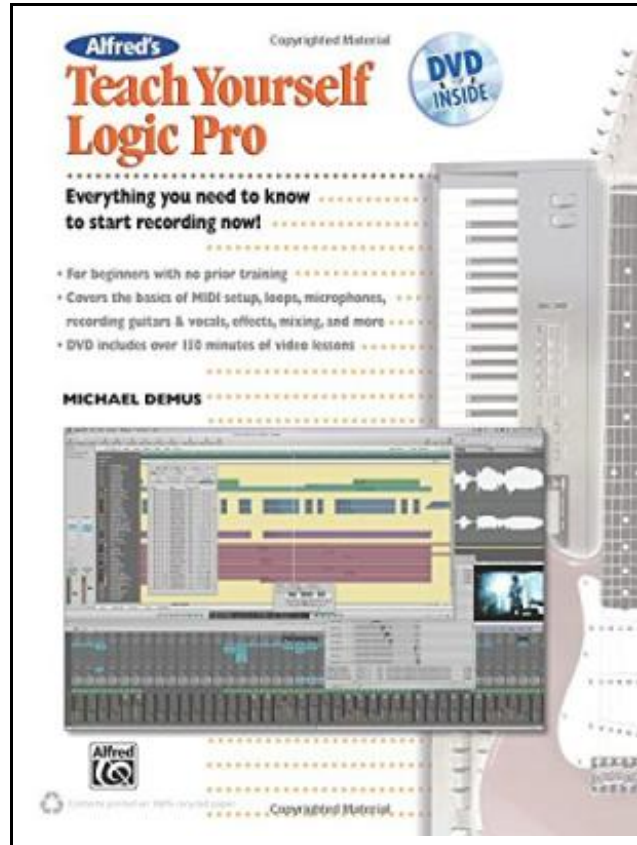 Alfred's
Copyrighted Material
Teach Yourself
Logic Pro
DVD
INSIDE
Everything you need to know
to start recording now!
• For beginners with no prior training
• Covers the basics of MIDI setup, loops, microphones,
recording guitars & vocals, effects, mixing, and more
• DVD includes over 150 minutes of video lessons
MICHAEL DEMUS
Alfred
Copyrighted Material